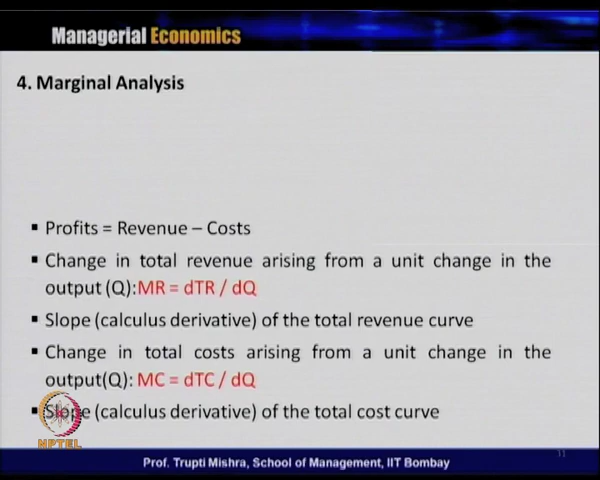 Managerial Economics
4. Marginal Analysis
▪ Profits = Revenue – Costs
▪ Change in total revenue arising from a unit change in the
output (Q):MR = dTR / dQ
▪ Slope (calculus derivative) of the total revenue curve
▪ Change in total costs arising from a unit change in the
output(Q): MC = dTC / dQ
▪ Slope (calculus derivative) of the total cost curve
NPTEL
Prof. Trupti Mishra, School of Management, IIT Bombay
11